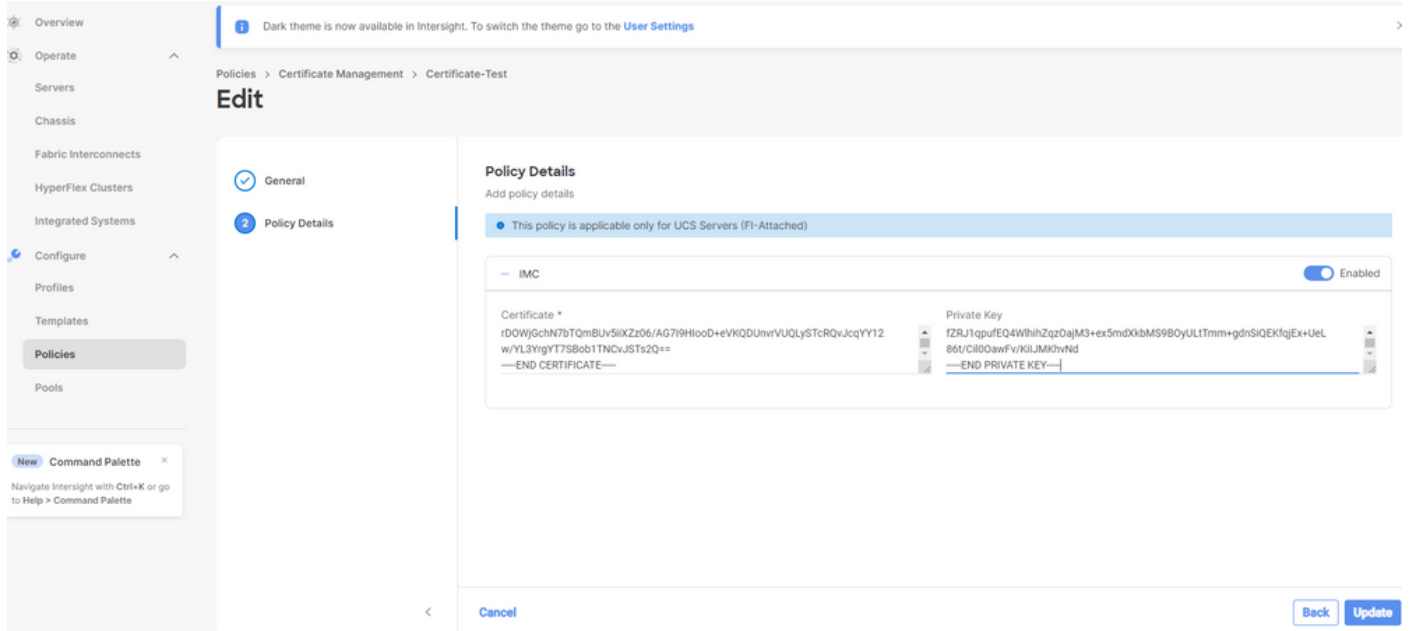 Overview
Operate
Servers
Chassis
Fabric Interconnects
HyperFlex Clusters
Integrated Systems
Configure
Profiles
Templates
Policies
Pools
New Command Palette
Navigate Intersight with Ctrl+K or go
to Help > Command Palette
Dark theme is now available in Intersight. To switch the theme go to the User Settings
Policies > Certificate Management > Certificate-Test
Edit
General
2 Policy Details
Policy Details
Add policy details
This policy is applicable only for UCS Servers (FI-Attached)
IMC
Enabled
Certificate *
rDOWjGchN7bTQmBUv5iiXZz06/AG7I9HIooD+eVKQDUnvrVUQLySTcRQvJcqYY12
w/YL3YrgYT7SBob1TNCvJSTs2Q==
-----END CERTIFICATE-----
Private Key
fZRJ1qpufEQ4WlhihZqzOajM3+ex5mdXkbMS9BOyULtTmm+gdnSiQEKfqjEx+UeL
86t/Cil0OawFv/KiIJMKhvNd
-----END PRIVATE KEY-----
Cancel
Back
Update